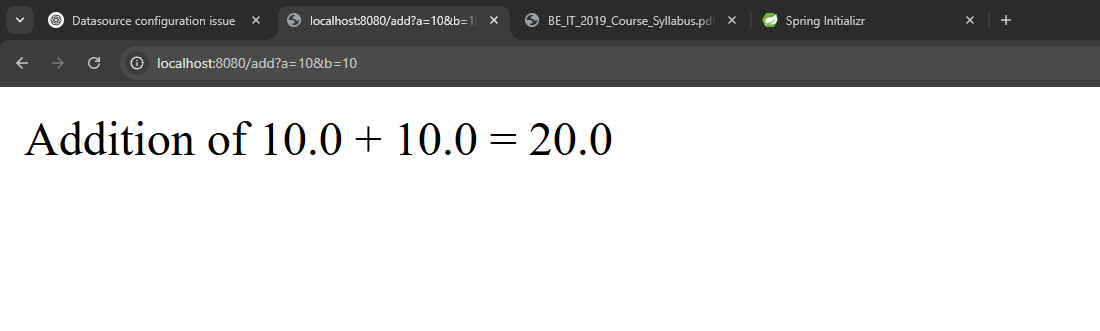 Datasource configuration issue
localhost:8080/add?a=10&b=1
BE_IT_2019_Course_Syllabus.pd
Spring Initializr
localhost:8080/add?a=10&b=10
Addition of 10.0 + 10.0 = 20.0